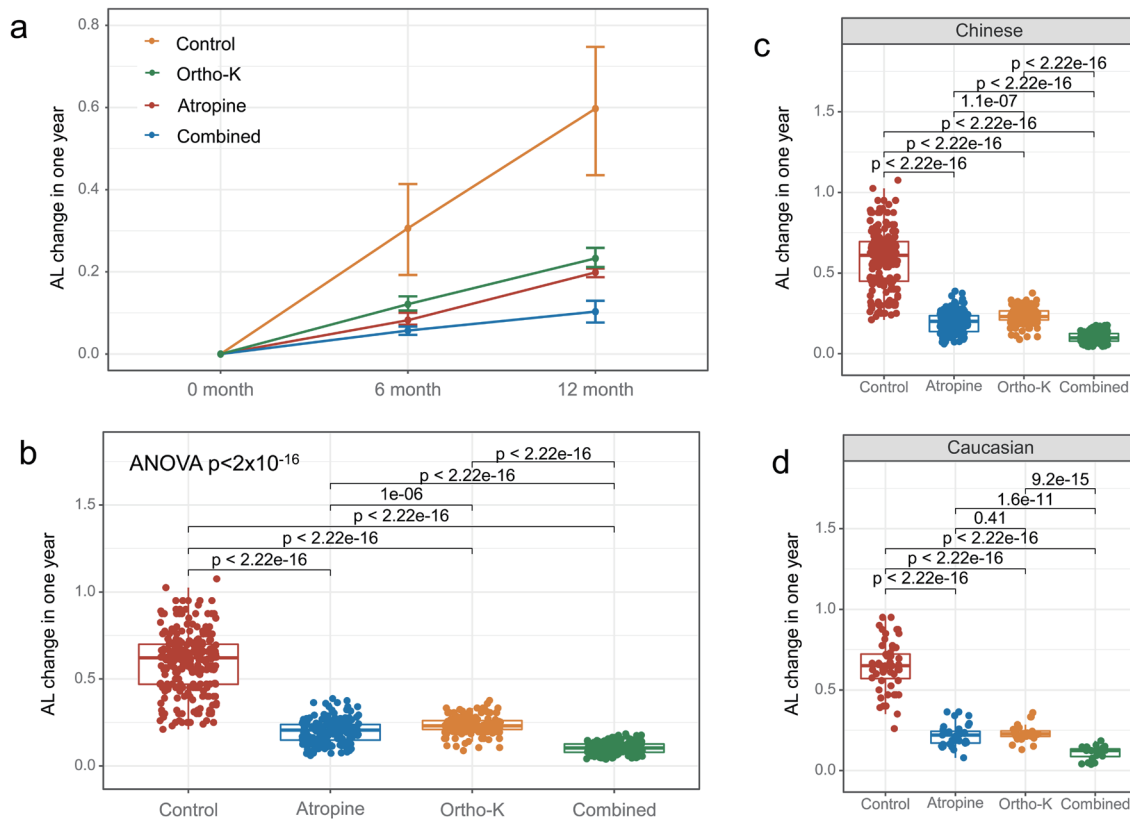 a
AL change in one year
0.8
0.6
0.4
0.2
0.0
Control
Ortho-K
Atropine
Combined
0 month
6 month
12 month
b
AL change in one year
ANOVA p<2x10⁻¹⁶
1.5
1.0
0.5
0.0
p < 2.22e-16
p < 2.22e-16
1e-06
p < 2.22e-16
p < 2.22e-16
p < 2.22e-16
Control
Atropine
Ortho-K
Combined
c
Chinese
AL change in one year
1.5
1.0
0.5
0.0
p < 2.22e-16
p < 2.22e-16
1.1e-07
p < 2.22e-16
p < 2.22e-16
p < 2.22e-16
Control
Atropine
Ortho-K
Combined
d
Caucasian
AL change in one year
1.5
1.0
0.5
0.0
9.2e-15
1.6e-11
0.41
p < 2.22e-16
p < 2.22e-16
p < 2.22e-16
Control
Atropine
Ortho-K
Combined